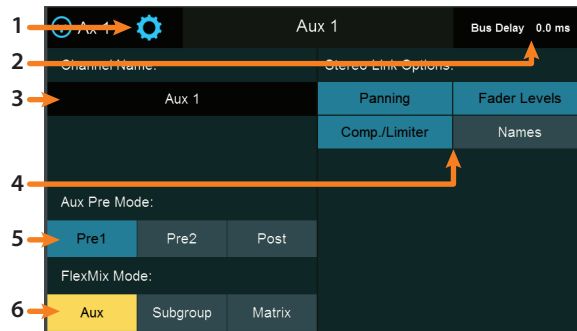 1
Ax 1
Aux 1
Bus Delay 0.0 ms
2
Channel Name:
Stereo Link Options:
3
Aux 1
Panning
Fader Levels
Comp./Limiter
Names
4
Aux Pre Mode:
5
Pre1
Pre2
Post
FlexMix Mode:
6
Aux
Subgroup
Matrix